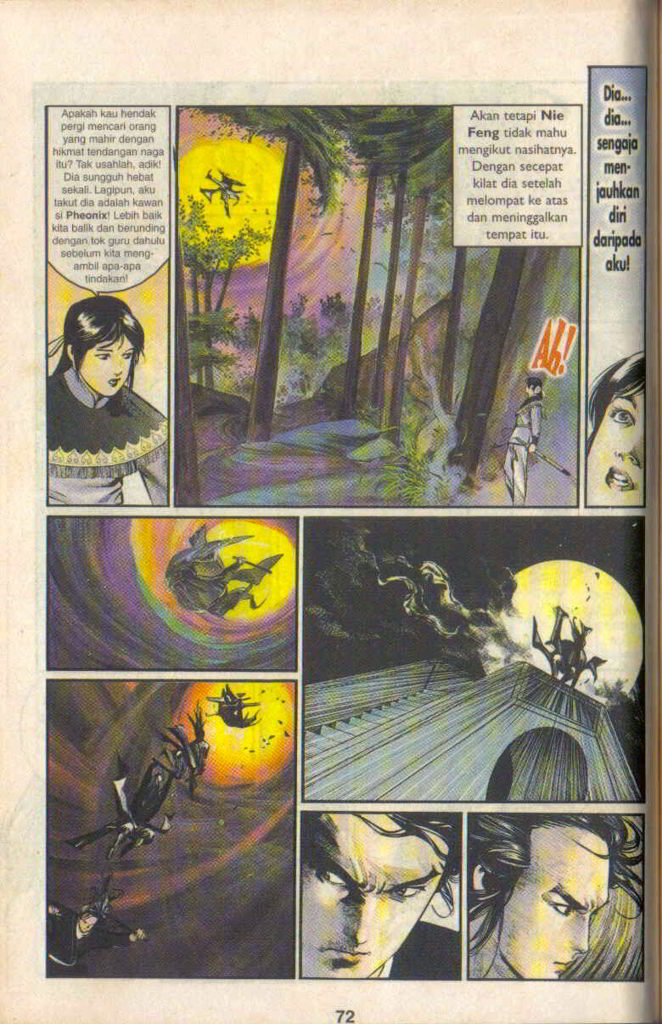 Apakah kau hendak
pergi mencari orang
yang mahir dengan
hikmat tendangan naga
itu? Tak usahlah, adik!
Dia sungguh hebat
sekali. Lagipun, aku
takut dia adalah kawan
si Pheonix! Lebih baik
kita balik dan berunding
dengan tok guru dahulu
sebelum kita meng-
ambil apa-apa
tindakan!
Akan tetapi Nie
Feng tidak mahu
mengikut nasihatnya.
Dengan secepat
kilat dia setelah
melompat ke atas
dan meninggalkan
tempat itu.
Ah!
Dia...
dia...
sengaja
men-
jauhkan
diri
daripada
aku!
72